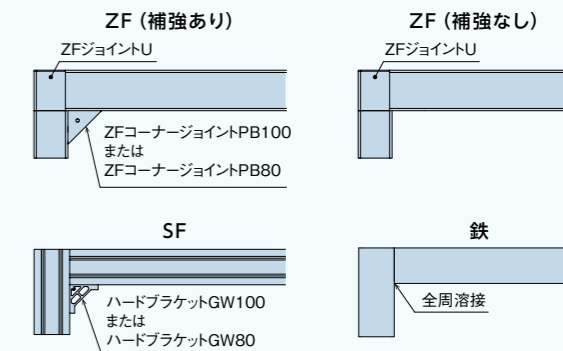 ZF（補強あり）
ZFジョイントU
ZFコーナージョイントPB100
または
ZFコーナージョイントPB80
ZF（補強なし）
ZFジョイントU
SF
ハードブラケットGW100
または
ハードブラケットGW80
鉄
全周溶接